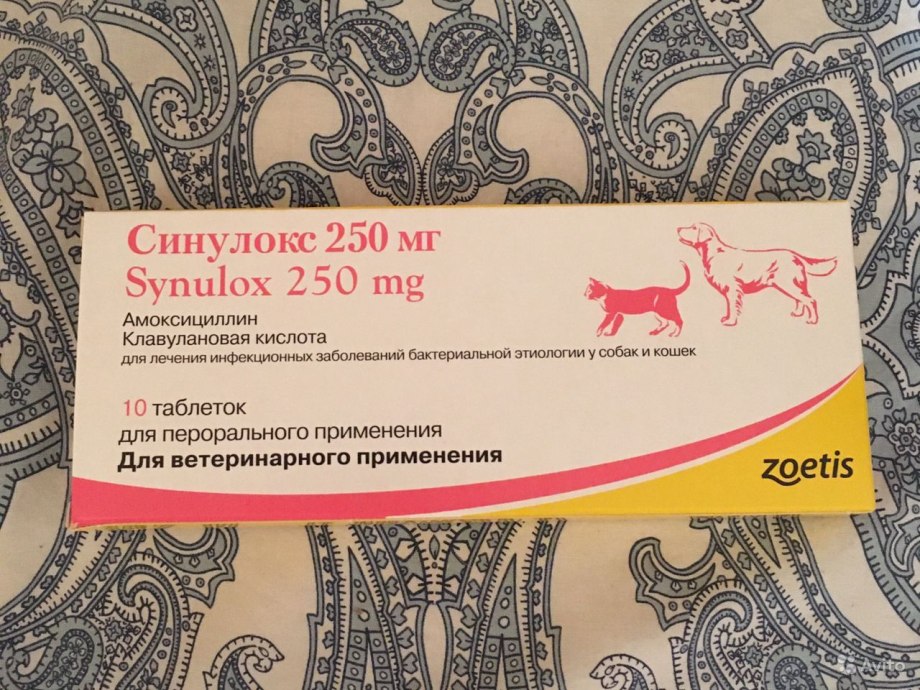 Синулокс 250 мг
Synulox 250 mg
Амоксициллин
Клавулановая кислота
для лечения инфекционных заболеваний бактериальной этиологии у собак и кошек
10 таблеток
для перорального применения
Для ветеринарного применения
zoetis
Avito